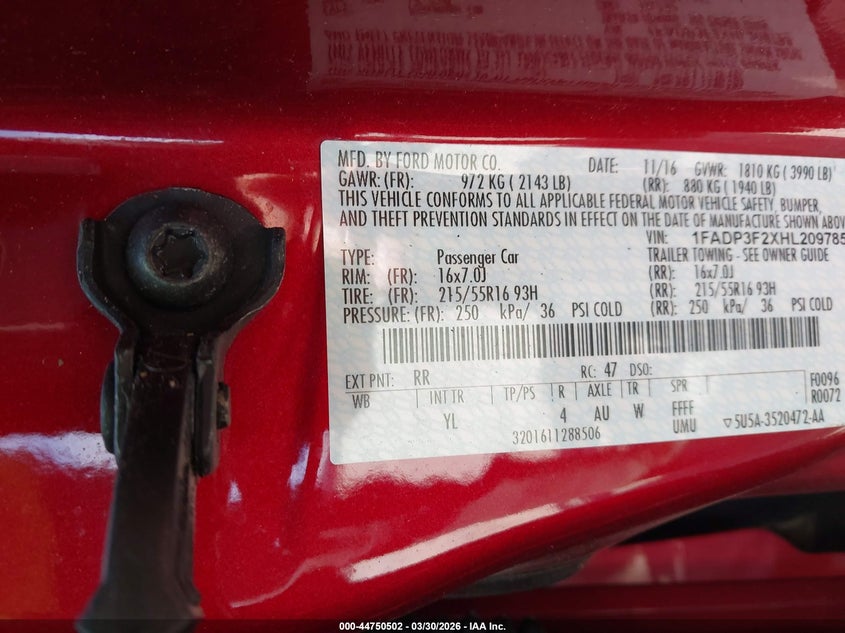 MFD. BY FORD MOTOR CO. DATE: 11/16 GVWR: 1810 KG ( 3990 LB)
GAWR: (FR): 972 KG ( 2143 LB) (RR): 880 KG ( 1940 LB)
THIS VEHICLE CONFORMS TO ALL APPLICABLE FEDERAL MOTOR VEHICLE SAFETY, BUMPER,
AND THEFT PREVENTION STANDARDS IN EFFECT ON THE DATE OF MANUFACTURE SHOWN ABOV
VIN: 1FADP3F2XHL209785
TYPE: Passenger Car TRAILER TOWING - SEE OWNER GUIDE
RIM: (FR): 16x7.0J (RR): 16x7.0J
TIRE: (FR): 215/55R16 93H (RR): 215/55R16 93H
PRESSURE: (FR): 250 kPa/ 36 PSI COLD (RR): 250 kPa/ 36 PSI COLD
EXT PNT: RR RC: 47 DSO:
WB INT TR TP/PS R AXLE TR SPR F0096
YL 4 AU W FFFF R0072
UMU
3201611288506 5U5A-3520472-AA
000-44750502 — 03/30/2026 — IAA Inc.